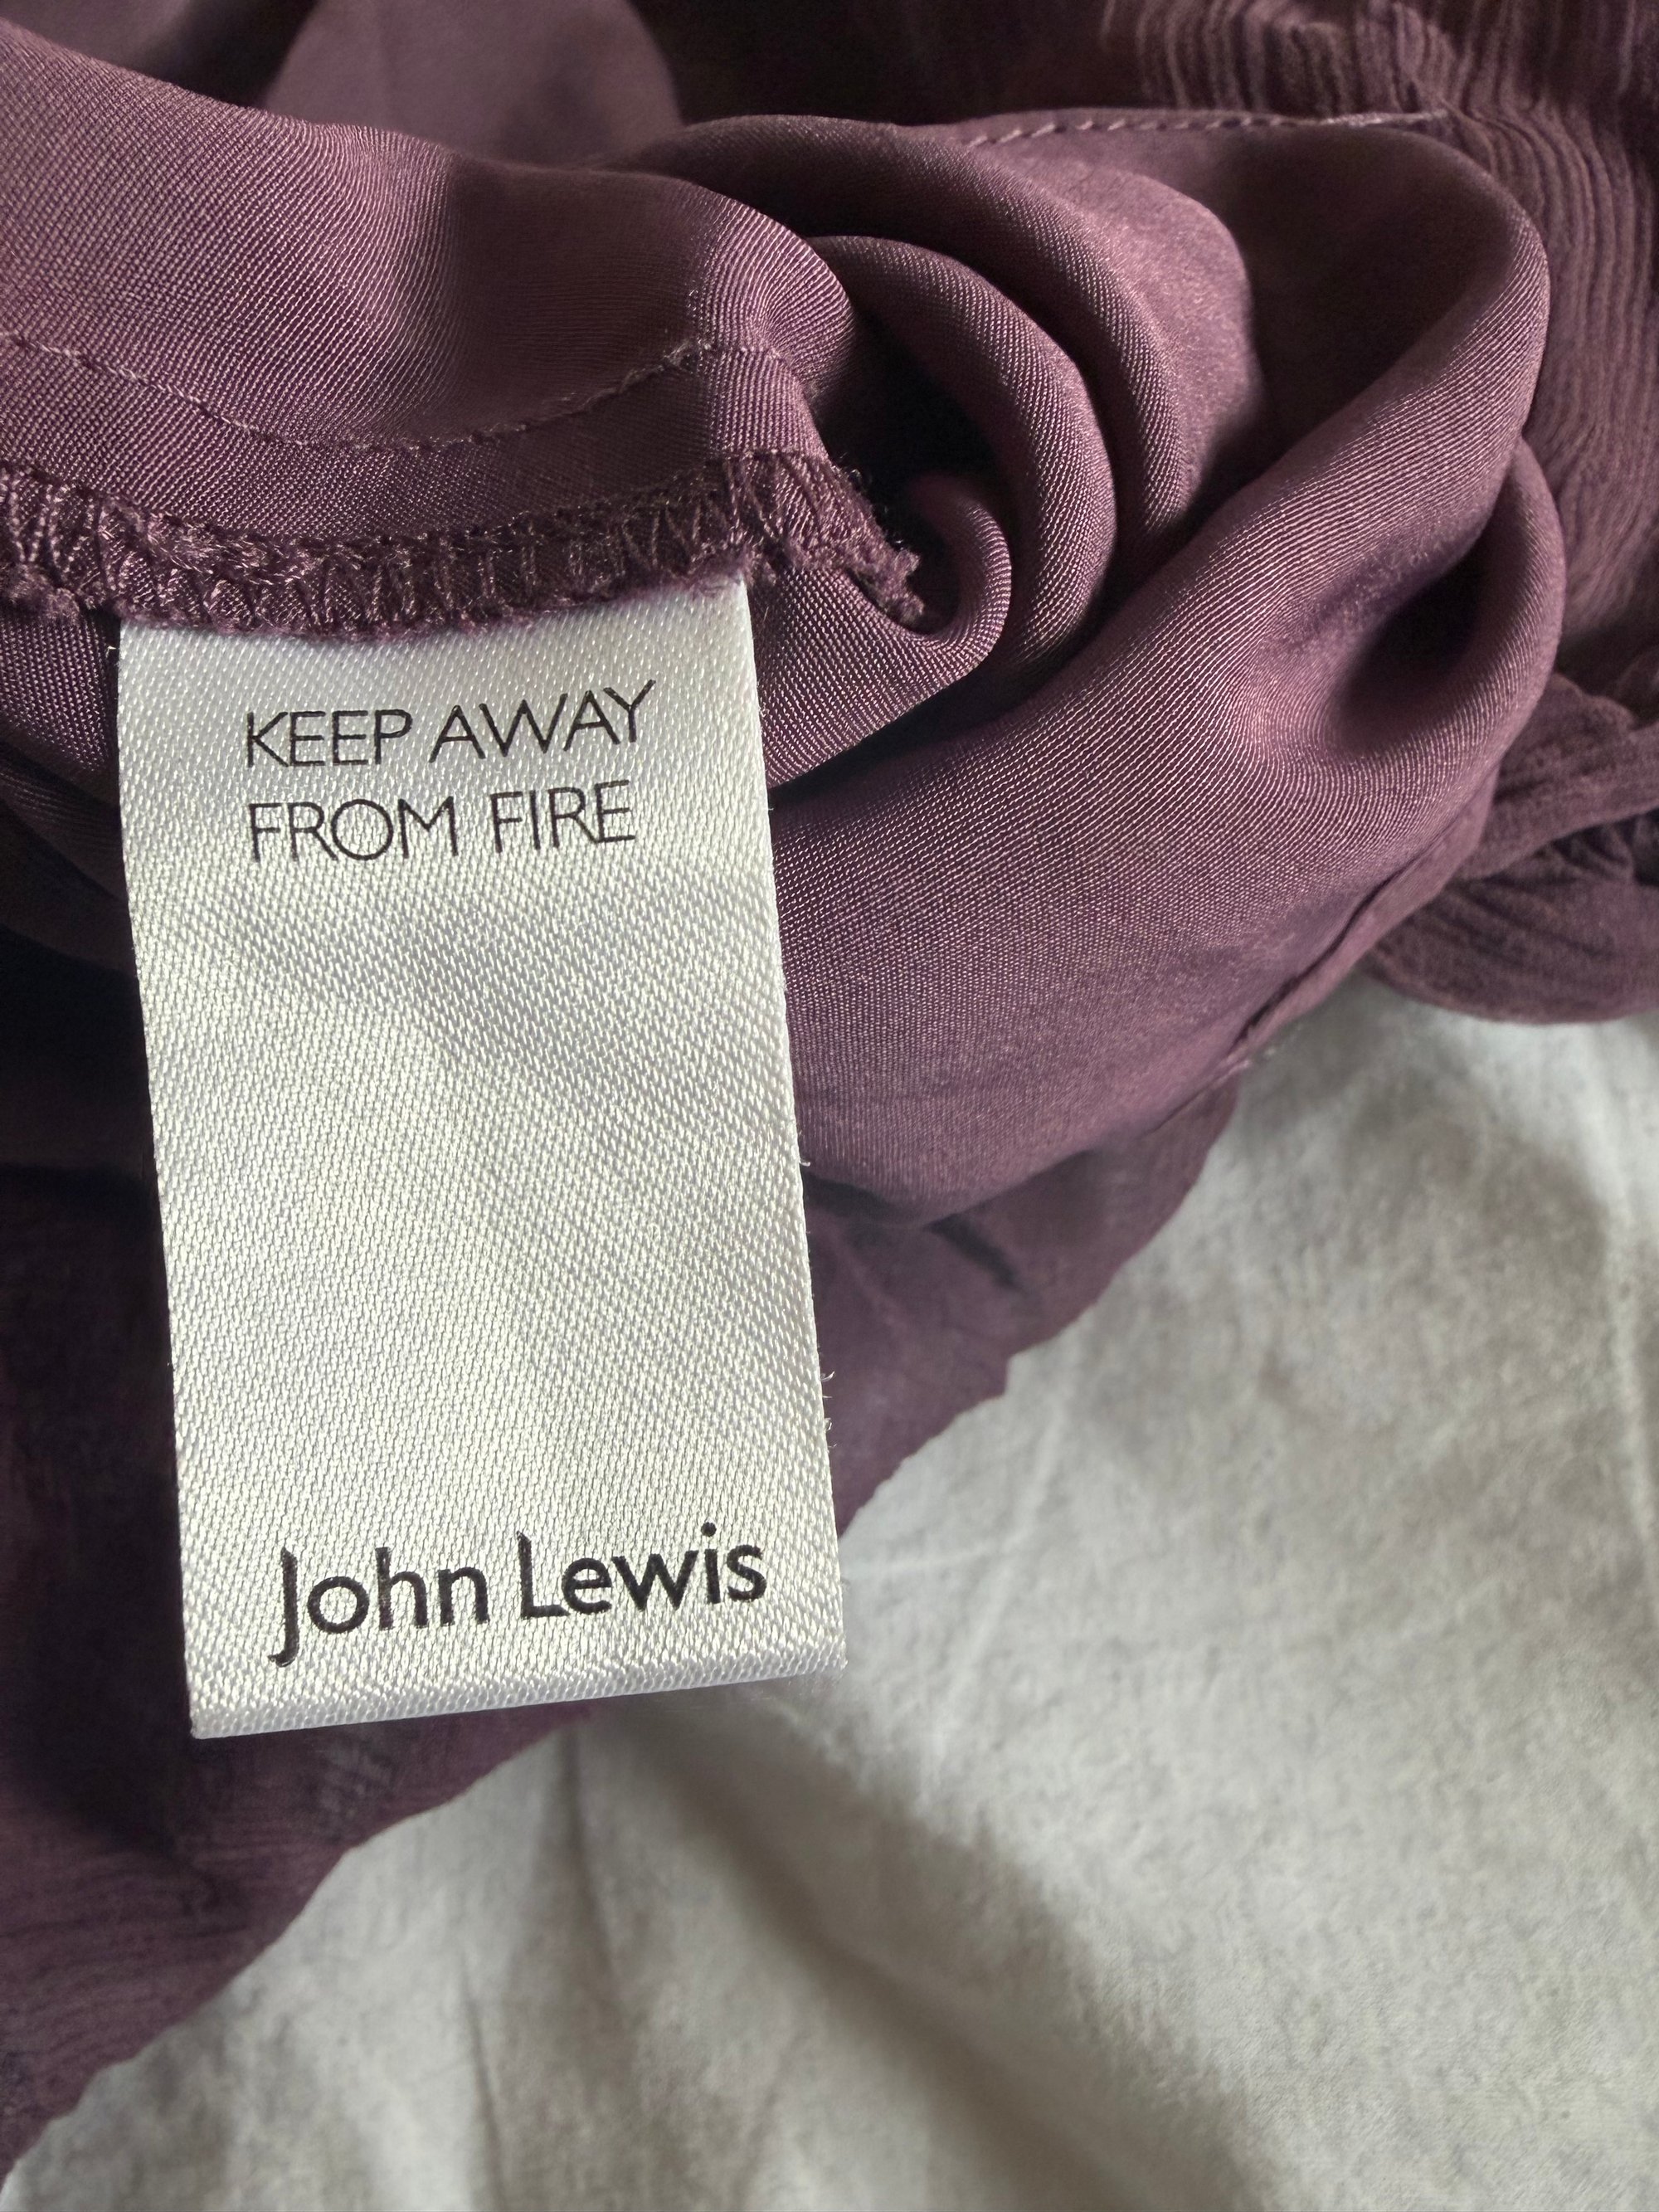 KEEP AWAY
FROM FIRE
John Lewis